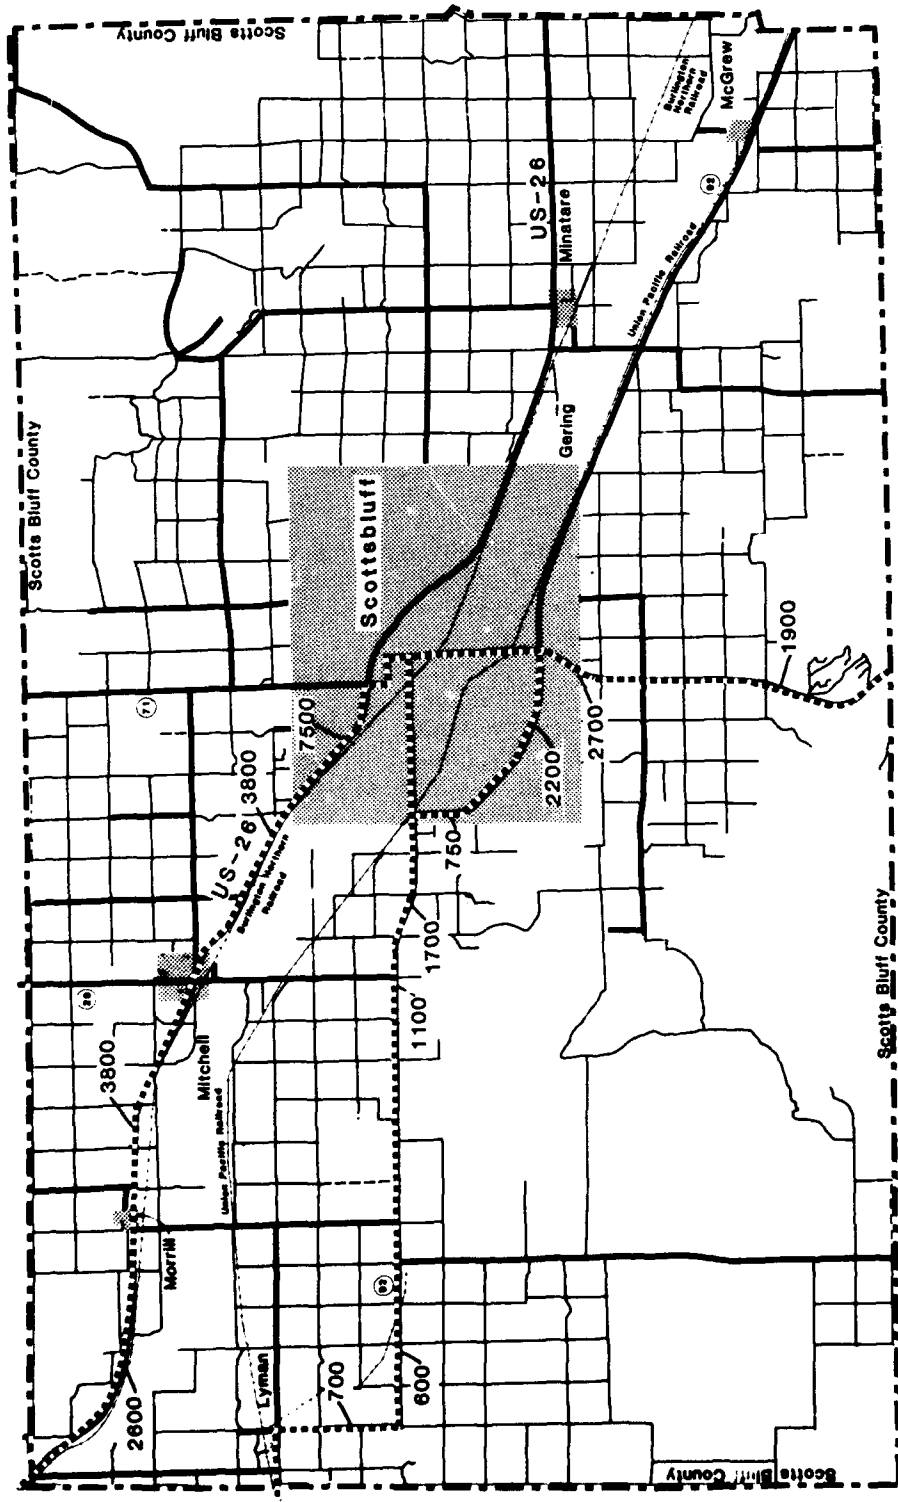 Scotts Bluff County
Scotts Bluff County
McGrew
Burlington
Northern
Railroad
92
US-26
Minatare
Union Pacific Railroad
Gering
Scottsbluff
1900
71
7500
2700
2200
3800
750
US-26
Burlington Northern
Railroad
1700
26
1100
Scotts Bluff County
3800
Mitchell
Union Pacific Railroad
Morrill
92
Lyman
700
600
2600
Scotts Bluff County